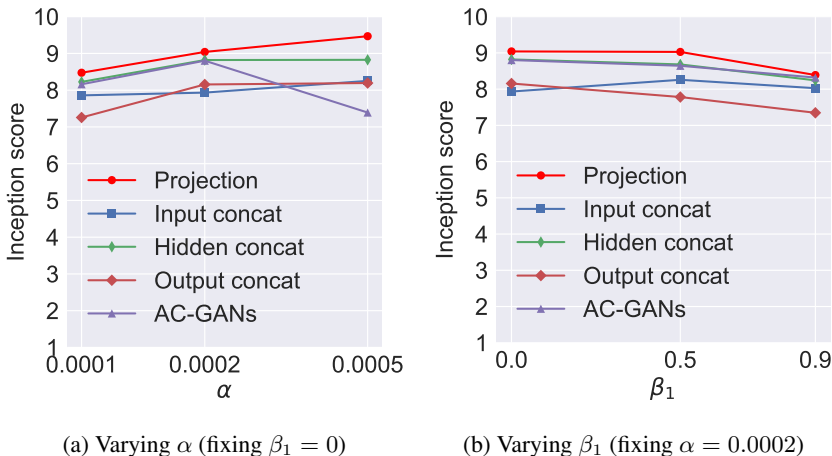 10
9
8
7
6
5
4
3
2
1
Inception score
Projection
Input concat
Hidden concat
Output concat
AC-GANs
0.0001 0.0002 0.0005
α
(a) Varying α (fixing β₁ = 0)
10
9
8
7
6
5
4
3
2
1
Inception score
Projection
Input concat
Hidden concat
Output concat
AC-GANs
0.0 0.5 0.9
β₁
(b) Varying β₁ (fixing α = 0.0002)